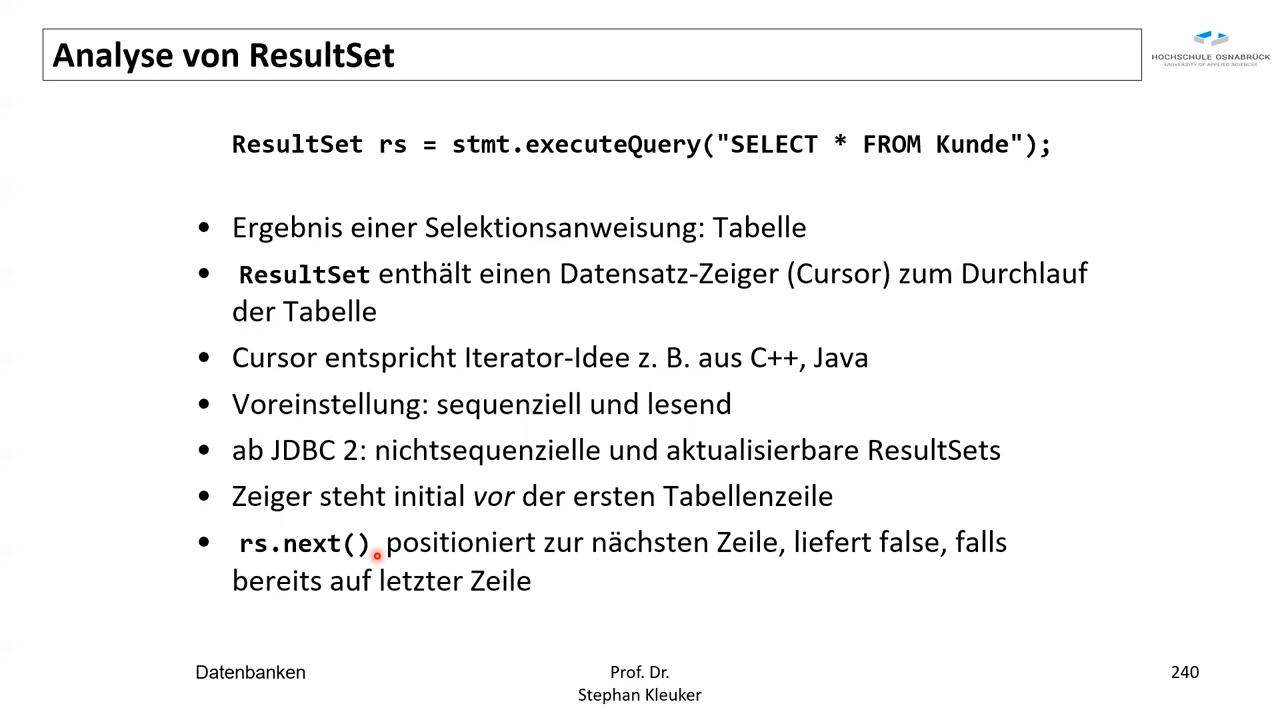 Analyse von ResultSet
HOCHSCHULE OSNABRÜCK
UNIVERSITY OF APPLIED SCIENCES
ResultSet rs = stmt.executeQuery("SELECT * FROM Kunde");
• Ergebnis einer Selektionsanweisung: Tabelle
• ResultSet enthält einen Datensatz-Zeiger (Cursor) zum Durchlauf
der Tabelle
• Cursor entspricht Iterator-Idee z. B. aus C++, Java
• Voreinstellung: sequenziell und lesend
• ab JDBC 2: nichtsequenzielle und aktualisierbare ResultSets
• Zeiger steht initial vor der ersten Tabellenzeile
• rs.next() positioniert zur nächsten Zeile, liefert false, falls
bereits auf letzter Zeile
Datenbanken
Prof. Dr.
Stephan Kleuker
240